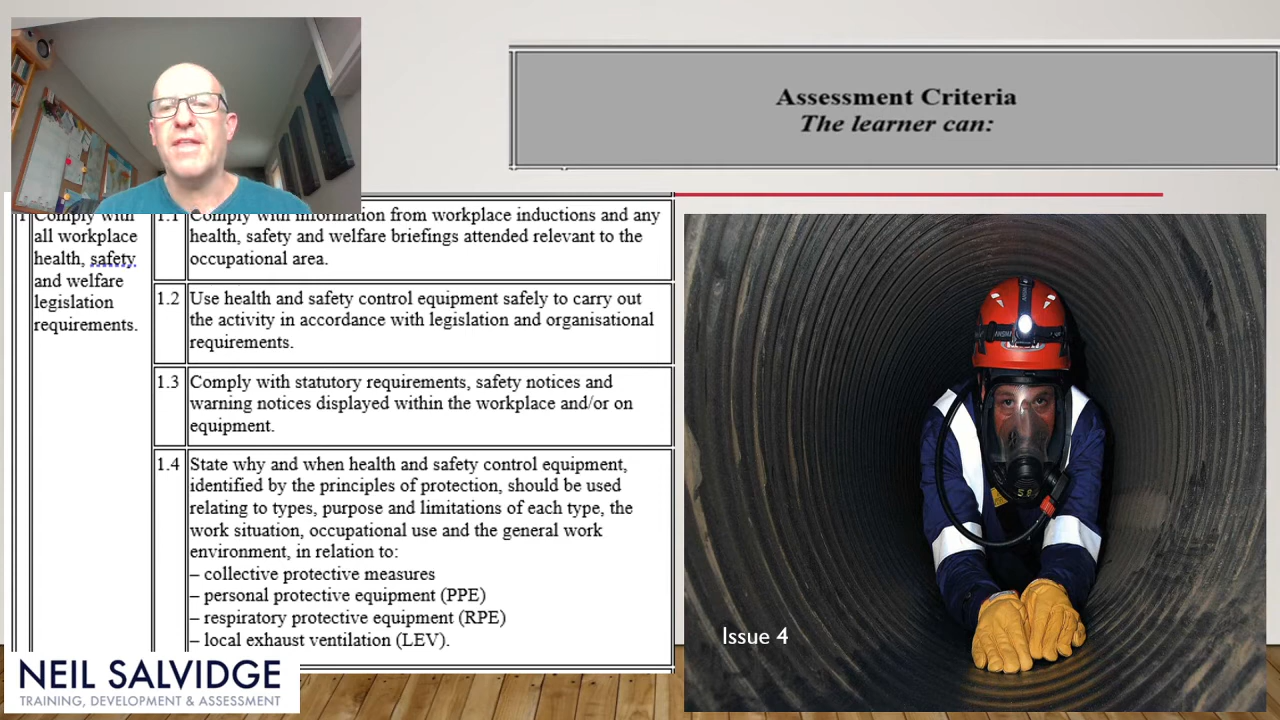 Assessment Criteria
The learner can:
1 Comply with
all workplace
health, safety
and welfare
legislation
requirements.
1.1 Comply with information from workplace inductions and any
health, safety and welfare briefings attended relevant to the
occupational area.
1.2 Use health and safety control equipment safely to carry out
the activity in accordance with legislation and organisational
requirements.
1.3 Comply with statutory requirements, safety notices and
warning notices displayed within the workplace and/or on
equipment.
1.4 State why and when health and safety control equipment,
identified by the principles of protection, should be used
relating to types, purpose and limitations of each type, the
work situation, occupational use and the general work
environment, in relation to:
– collective protective measures
– personal protective equipment (PPE)
– respiratory protective equipment (RPE)
– local exhaust ventilation (LEV).
Issue 4
NEIL SALVIDGE
TRAINING, DEVELOPMENT & ASSESSMENT